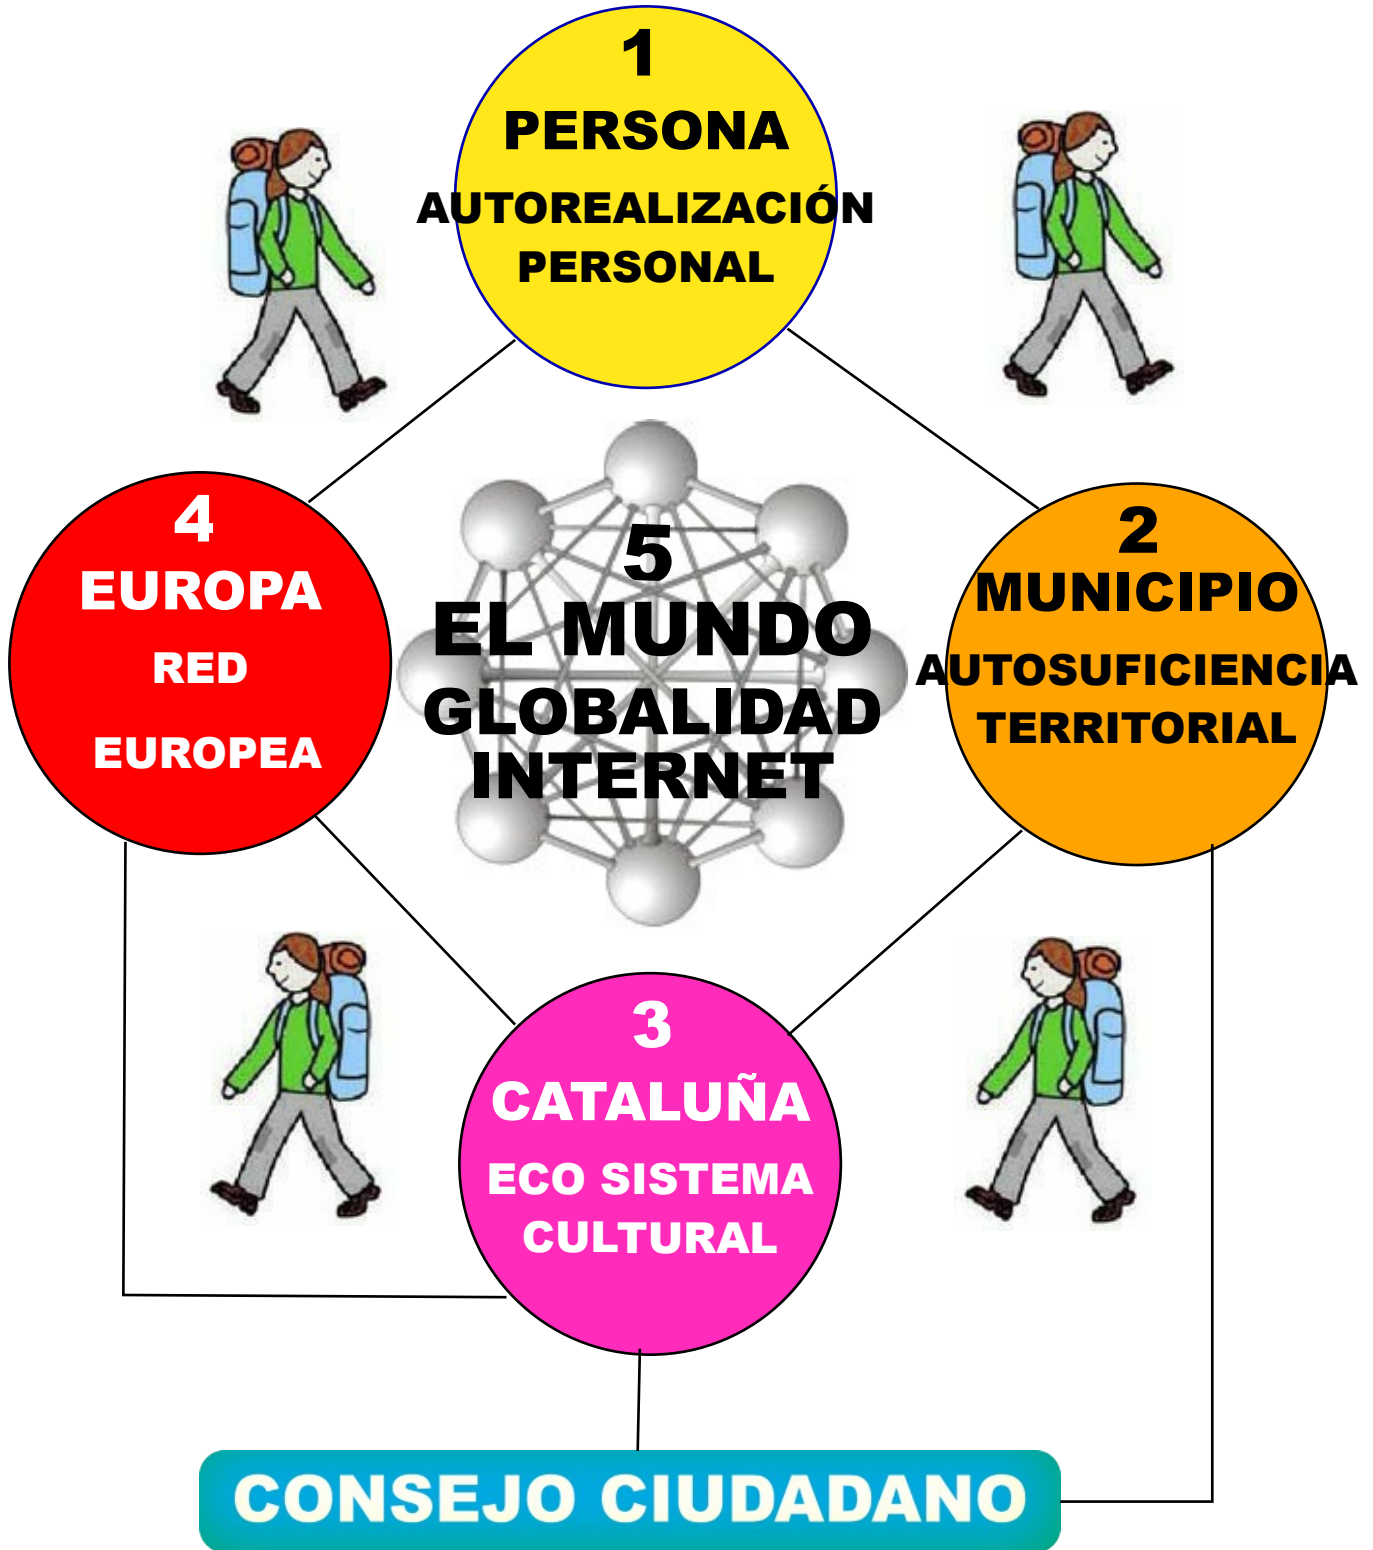 1
PERSONA
AUTOREALIZACIÓN
PERSONAL
4
EUROPA
RED
EUROPEA
5
EL MUNDO
GLOBALIDAD
INTERNET
2
MUNICIPIO
AUTOSUFICIENCIA
TERRITORIAL
3
CATALUÑA
ECO SISTEMA
CULTURAL
CONSEJO CIUDADANO